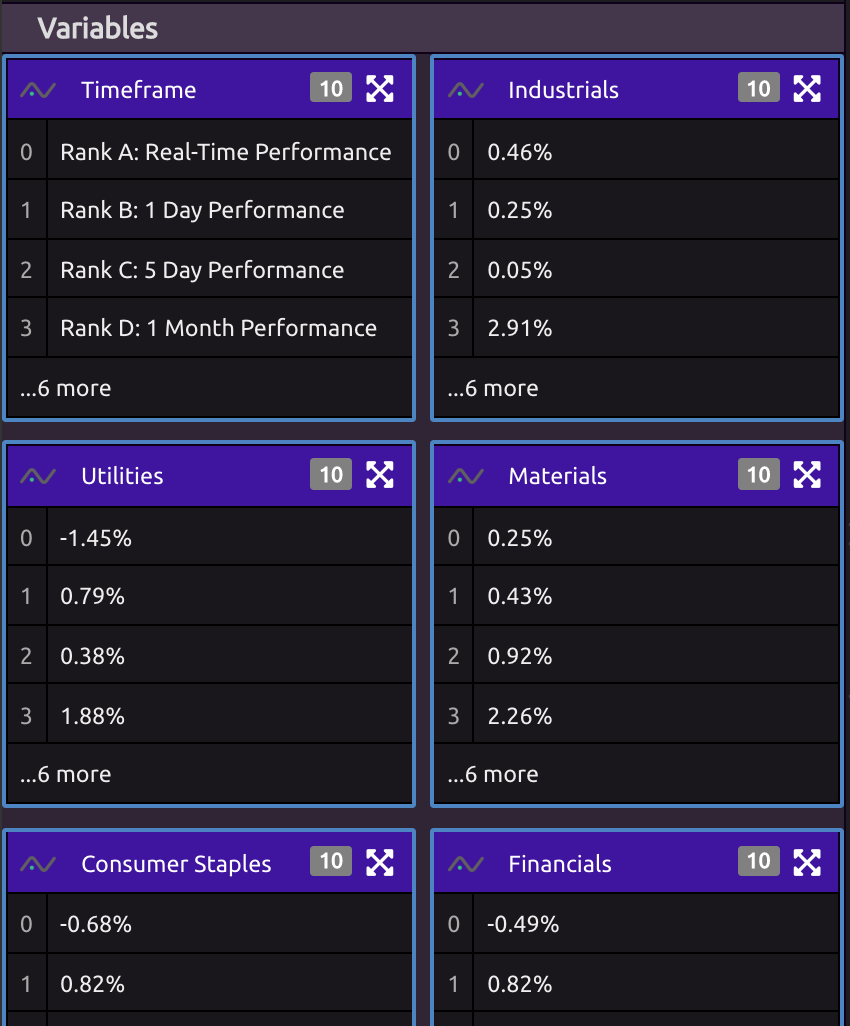 Variables
Timeframe 10
0 Rank A: Real-Time Performance
1 Rank B: 1 Day Performance
2 Rank C: 5 Day Performance
3 Rank D: 1 Month Performance
...6 more
Industrials 10
0 0.46%
1 0.25%
2 0.05%
3 2.91%
...6 more
Utilities 10
0 -1.45%
1 0.79%
2 0.38%
3 1.88%
...6 more
Materials 10
0 0.25%
1 0.43%
2 0.92%
3 2.26%
...6 more
Consumer Staples 10
0 -0.68%
1 0.82%
Financials 10
0 -0.49%
1 0.82%